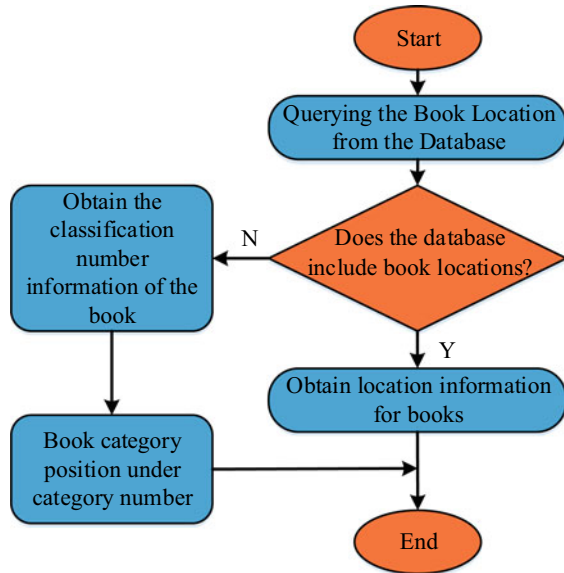 Start
Querying the Book Location
from the Database
Does the database
include book locations?
N
Y
Obtain the
classification
number
information of the
book
Obtain location information
for books
Book category
position under
category number
End